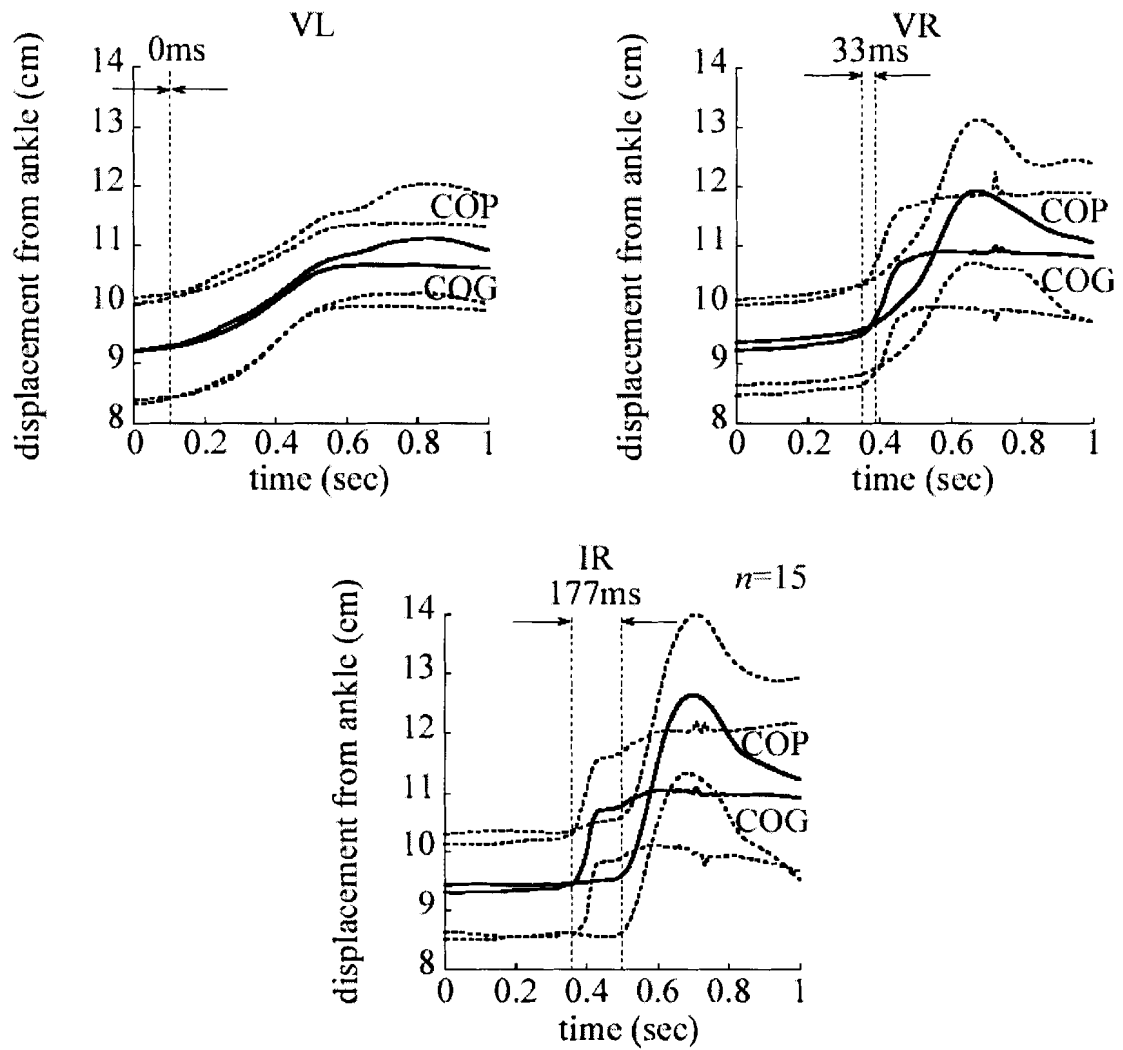 VL
0ms
displacement from ankle (cm)
14
13
12
11
10
9
8
COP
COG
0 0.2 0.4 0.6 0.8 1
time (sec)
VR
33ms
displacement from ankle (cm)
14
13
12
11
10
9
8
COP
COG
0 0.2 0.4 0.6 0.8 1
time (sec)
IR
177ms
n=15
displacement from ankle (cm)
14
13
12
11
10
9
8
COP
COG
0 0.2 0.4 0.6 0.8 1
time (sec)